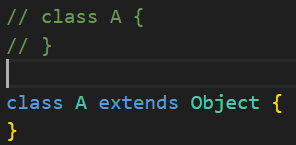 // class A {
// }
class A extends Object {
}